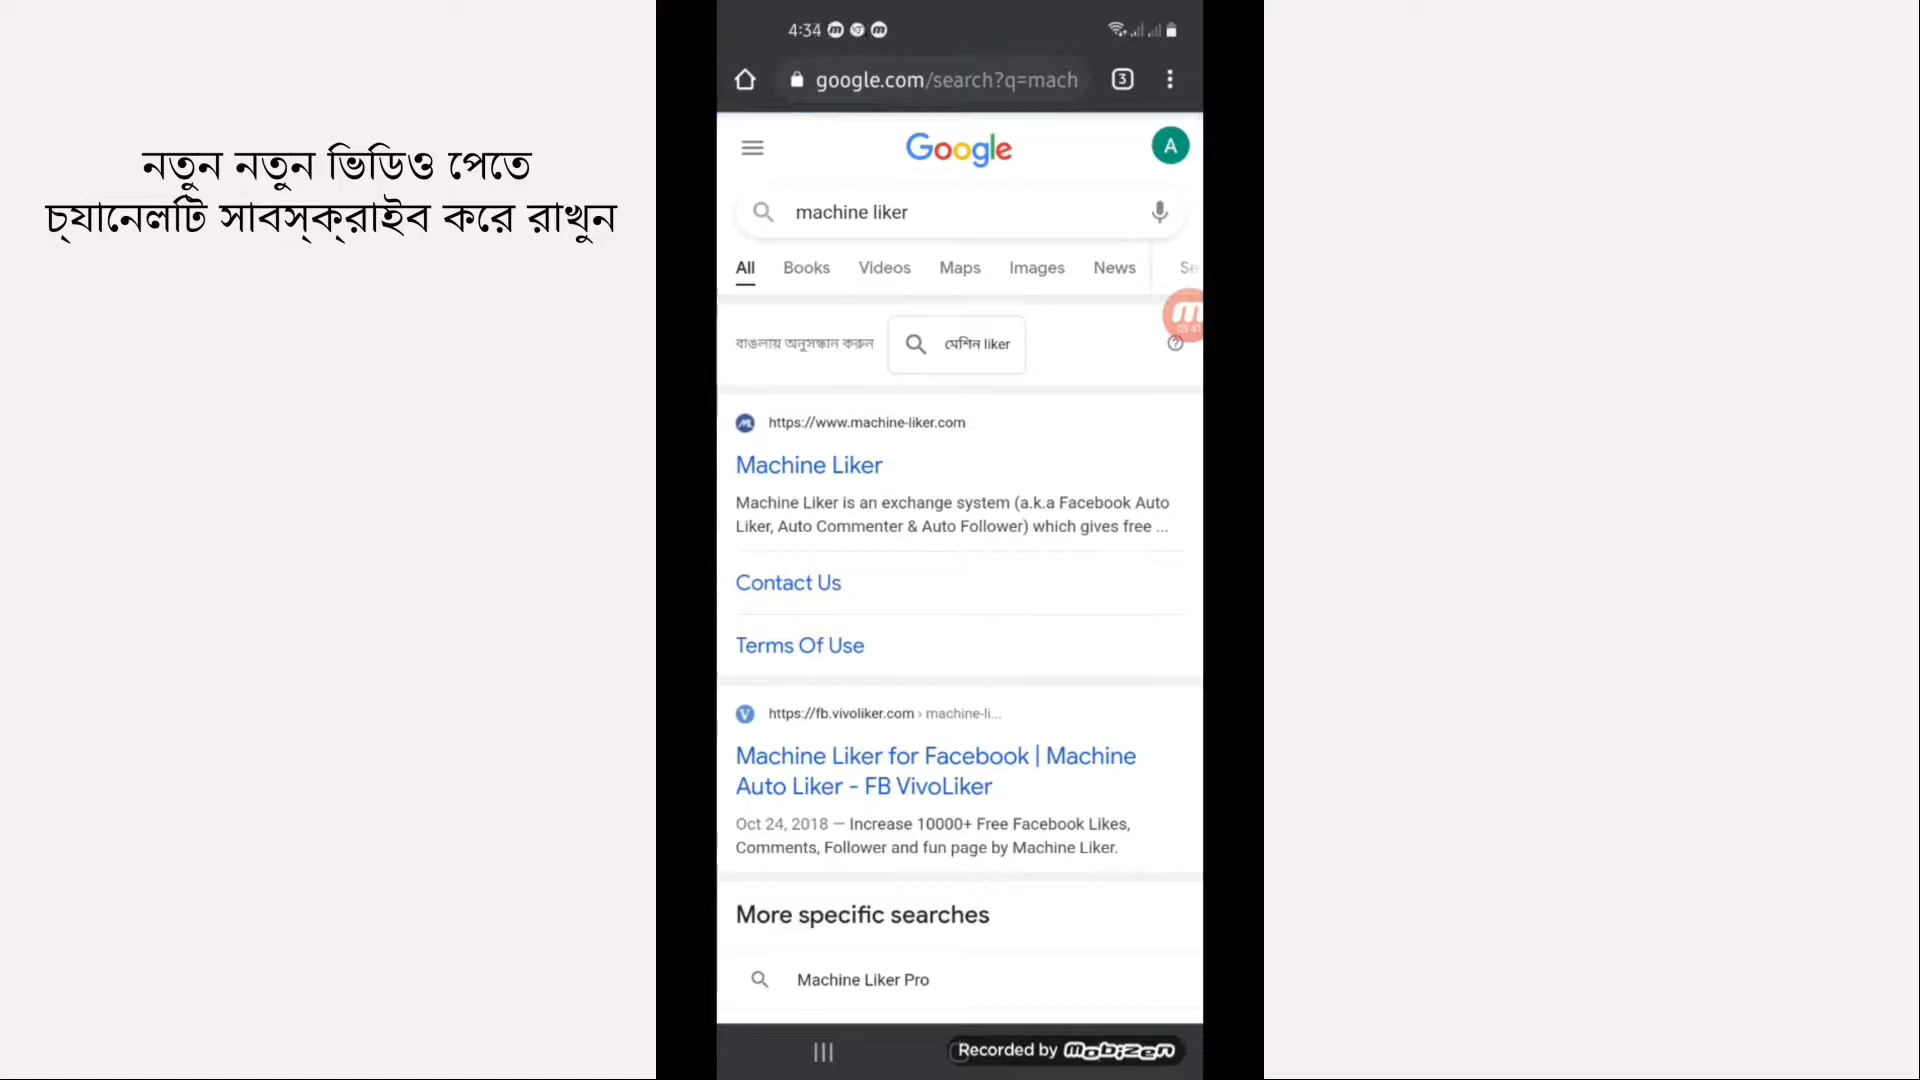 নতুন নতুন ভিডিও পেতে
চ্যানেলটি সাবস্ক্রাইব করে রাখুন
4:34
google.com/search?q=mach
3
Google
A
machine liker
All Books Videos Maps Images News Se
05:41
বাঙলায় অনুসন্ধান করুন
মেশিন liker
https://www.machine-liker.com
Machine Liker
Machine Liker is an exchange system (a.k.a Facebook Auto
Liker, Auto Commenter & Auto Follower) which gives free ...
Contact Us
Terms Of Use
https://fb.vivoliker.com › machine-li...
Machine Liker for Facebook | Machine
Auto Liker - FB VivoLiker
Oct 24, 2018 — Increase 10000+ Free Facebook Likes,
Comments, Follower and fun page by Machine Liker.
More specific searches
Machine Liker Pro
Recorded by mobizen